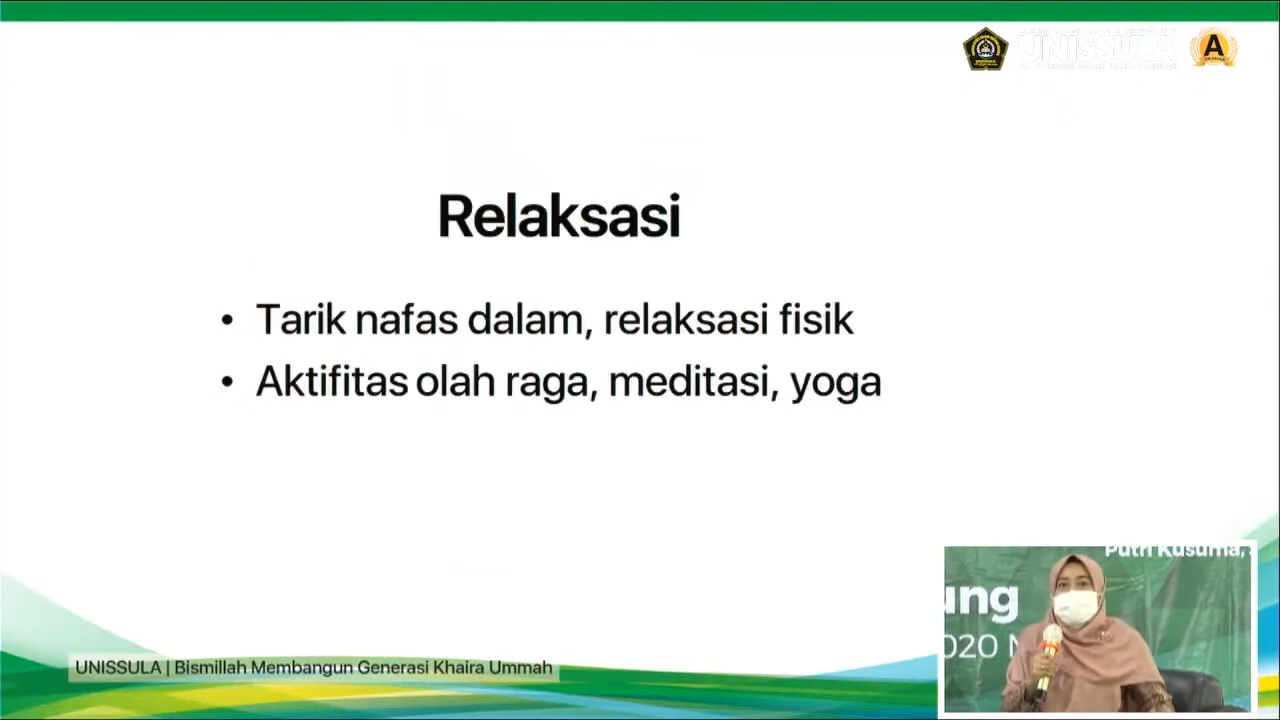 UNISSULA
A
Relaksasi
• Tarik nafas dalam, relaksasi fisik
• Aktifitas olah raga, meditasi, yoga
Putri Kusuma,
ung
2020 N
UNISSULA | Bismillah Membangun Generasi Khaira Ummah